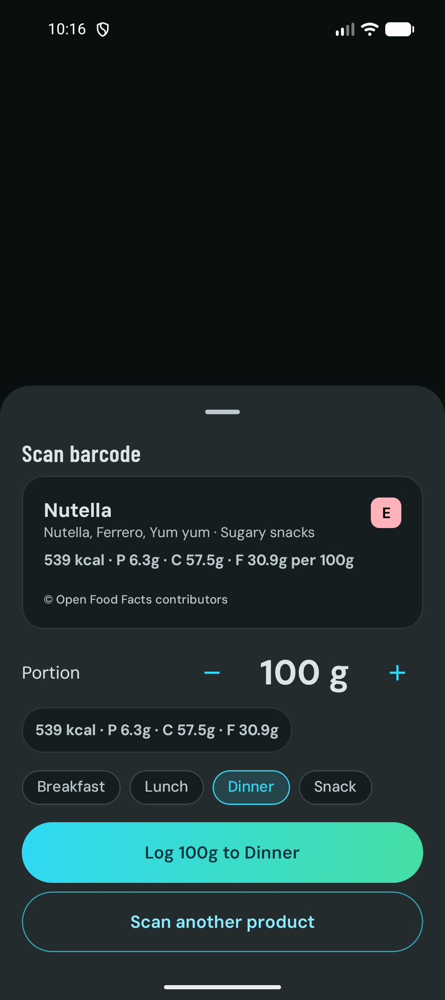 10:16
Scan barcode
Nutella
E
Nutella, Ferrero, Yum yum · Sugary snacks
539 kcal · P 6.3g · C 57.5g · F 30.9g per 100g
© Open Food Facts contributors
Portion − 100 g +
539 kcal · P 6.3g · C 57.5g · F 30.9g
Breakfast Lunch Dinner Snack
Log 100g to Dinner
Scan another product